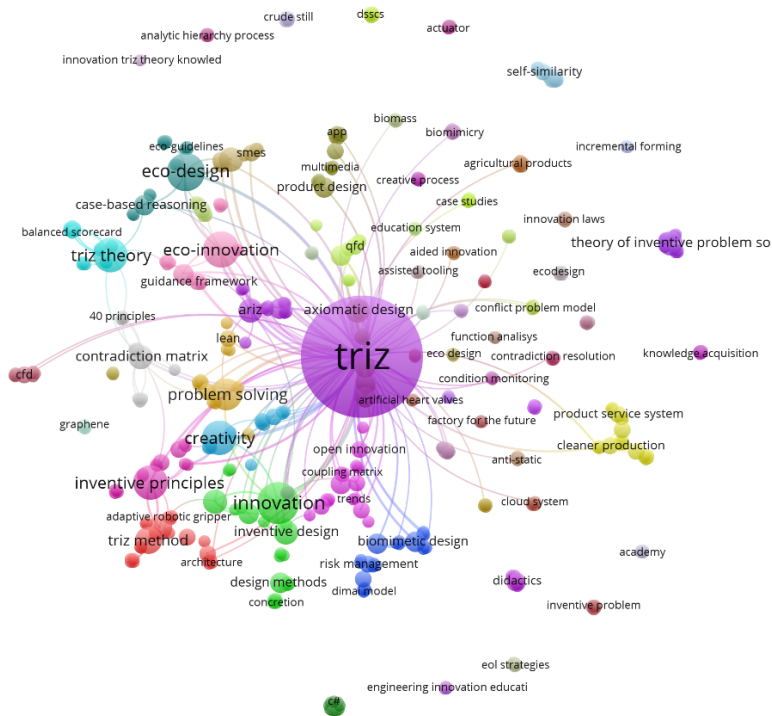 crude still
dsscs
actuator
analytic hierarchy process
innovation triz theory knowled
self-similarity
biomass
app
biomimicry
eco-guidelines
smes
incremental forming
eco-design
multimedia
agricultural products
product design
creative process
case-based reasoning
case studies
balanced scorecard
education system
innovation laws
triz theory
eco-innovation
qfd
aided innovation
theory of inventive problem so
guidance framework
assisted tooling
ecodesign
ariz
axiomatic design
conflict problem model
40 principles
lean
function analisys
triz
contradiction matrix
eco design
contradiction resolution
knowledge acquisition
cfd
condition monitoring
problem solving
artificial heart valves
product service system
graphene
factory for the future
creativity
cleaner production
open innovation
anti-static
coupling matrix
inventive principles
trends
innovation
cloud system
adaptive robotic gripper
inventive design
triz method
biomimetic design
academy
architecture
risk management
design methods
didactics
dimai model
concretion
inventive problem
eol strategies
engineering innovation educati
c#